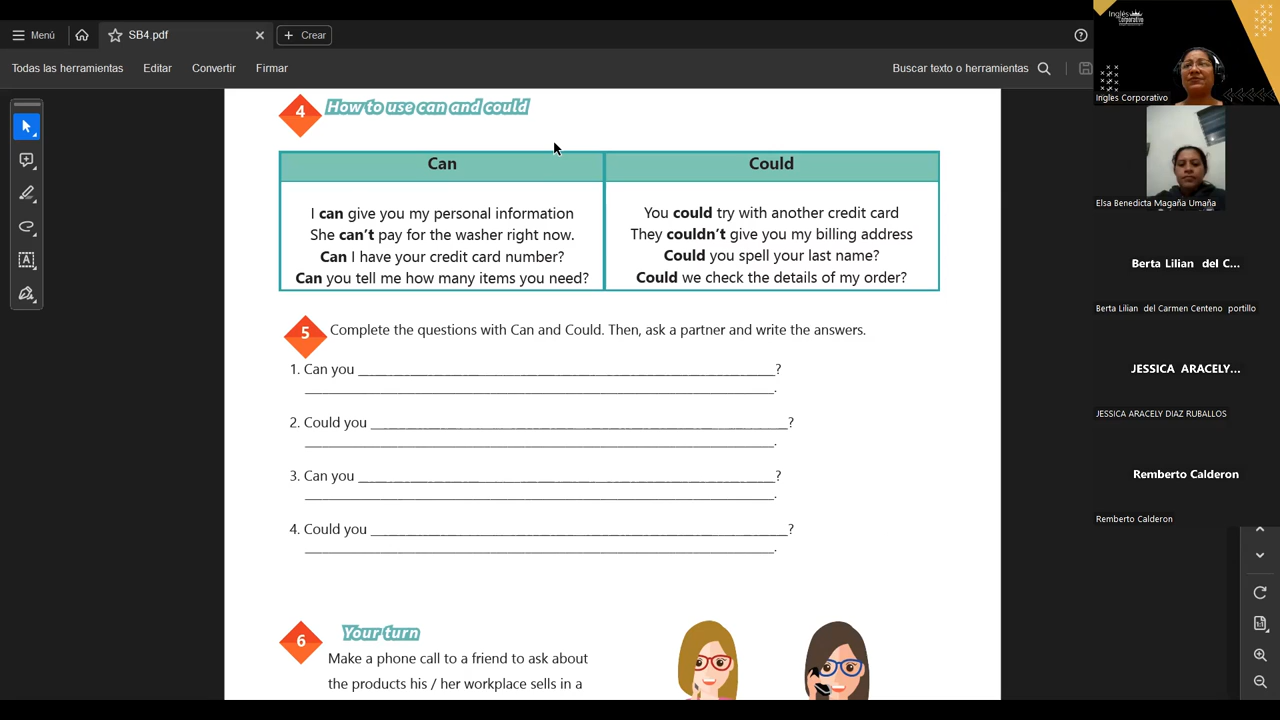 Menú
SB4.pdf
Crear
Todas las herramientas
Editar
Convertir
Firmar
Buscar texto o herramientas
4
How to use can and could
Can
Could
I can give you my personal information
She can't pay for the washer right now.
Can I have your credit card number?
Can you tell me how many items you need?
You could try with another credit card
They couldn't give you my billing address
Could you spell your last name?
Could we check the details of my order?
5
Complete the questions with Can and Could. Then, ask a partner and write the answers.
1. Can you ?
.
2. Could you ?
.
3. Can you ?
.
4. Could you ?
.
6
Your turn
Make a phone call to a friend to ask about
the products his / her workplace sells in a
Inglés
Corporativo
Ingles Corporativo
Elsa Benedicta Magaña Umaña
Berta Lilian del C...
Berta Lilian del Carmen Centeno portillo
JESSICA ARACELY...
JESSICA ARACELY DIAZ RUBALLOS
Remberto Calderon
Remberto Calderon